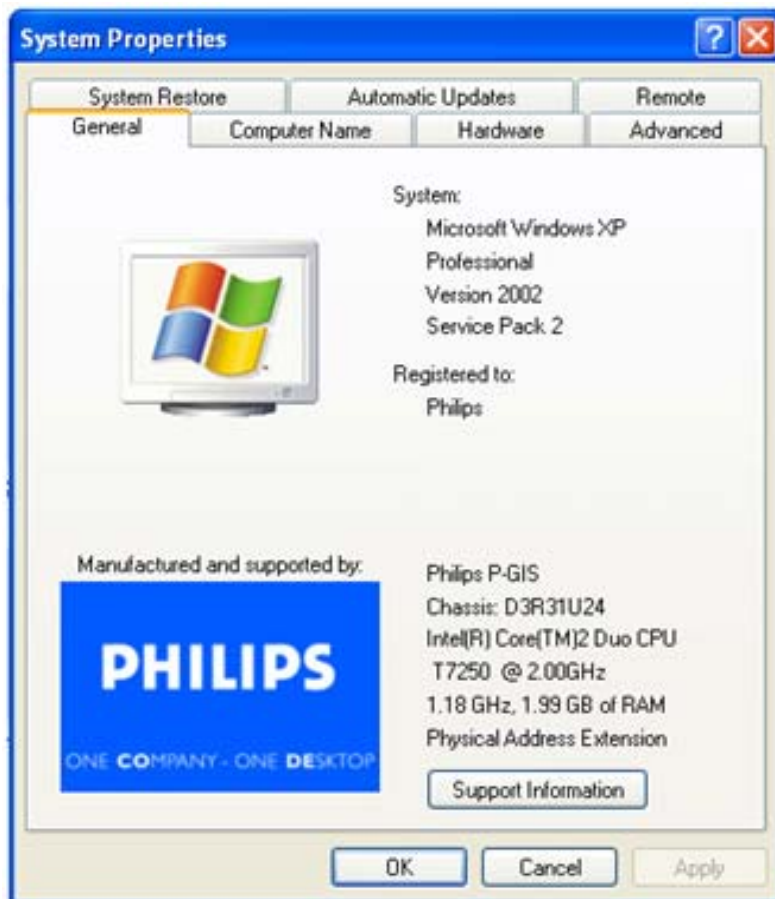 System Properties
System Restore Automatic Updates Remote
General Computer Name Hardware Advanced
System:
Microsoft Windows XP
Professional
Version 2002
Service Pack 2
Registered to:
Philips
Manufactured and supported by:
PHILIPS
ONE COMPANY - ONE DESKTOP
Philips P-GIS
Chassis: D3R31U24
Intel(R) Core(TM)2 Duo CPU
T7250 @ 2.00GHz
1.18 GHz, 1.99 GB of RAM
Physical Address Extension
Support Information
OK Cancel Apply